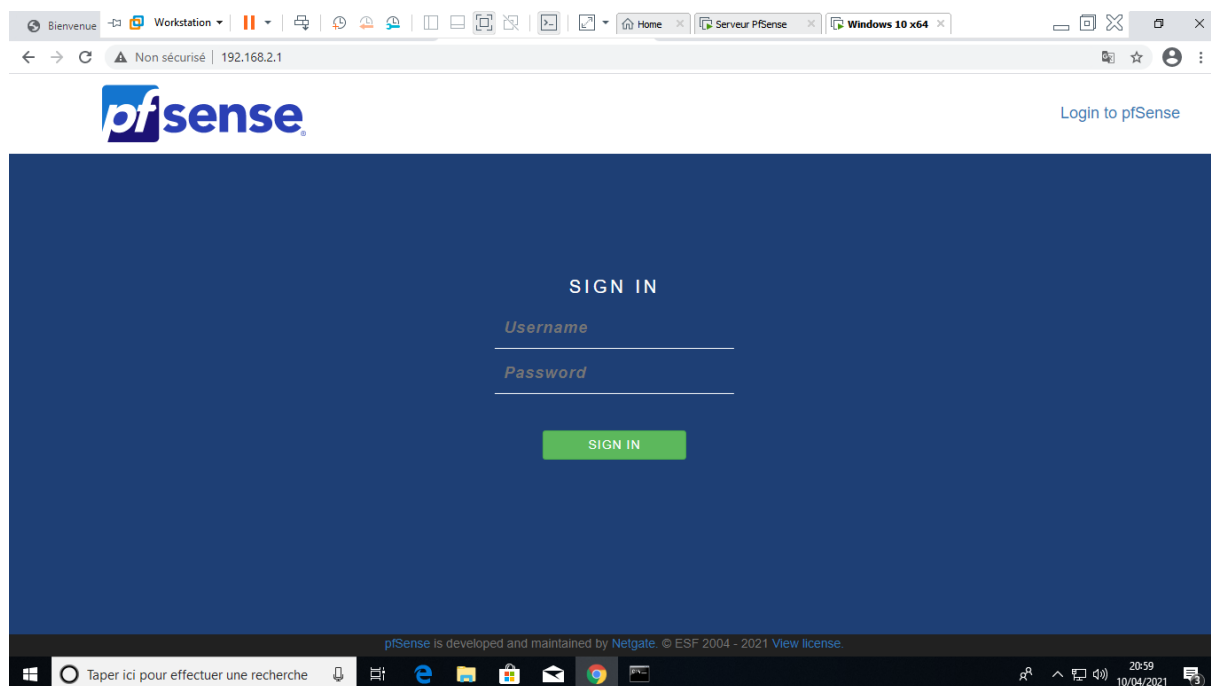 Bienvenue Workstation Home Serveur PfSense Windows 10 x64
Non sécurisé 192.168.2.1
pfsense Login to pfSense
SIGN IN
Username
Password
SIGN IN
pfSense is developed and maintained by Netgate. © ESF 2004 - 2021 View license.
Taper ici pour effectuer une recherche 20:59
10/04/2021 3